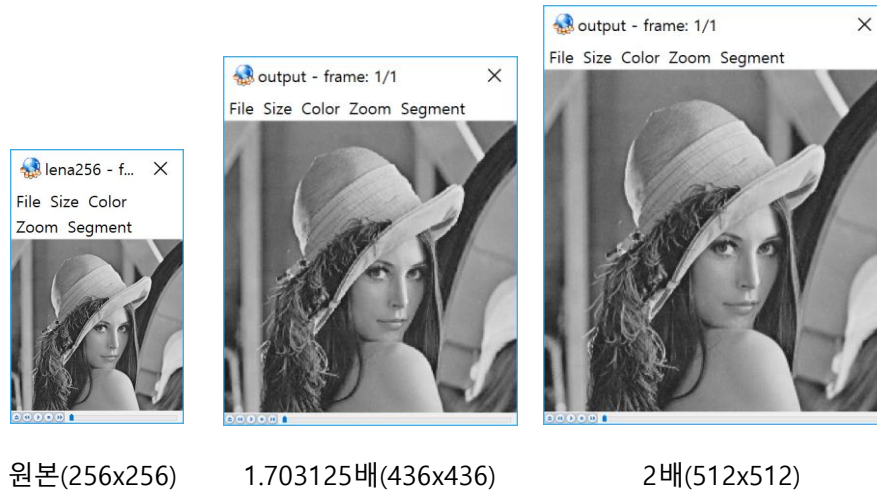 lena256 - f...
File Size Color
Zoom Segment
output - frame: 1/1
File Size Color Zoom Segment
output - frame: 1/1
File Size Color Zoom Segment
원본(256x256)
1.703125배(436x436)
2배(512x512)